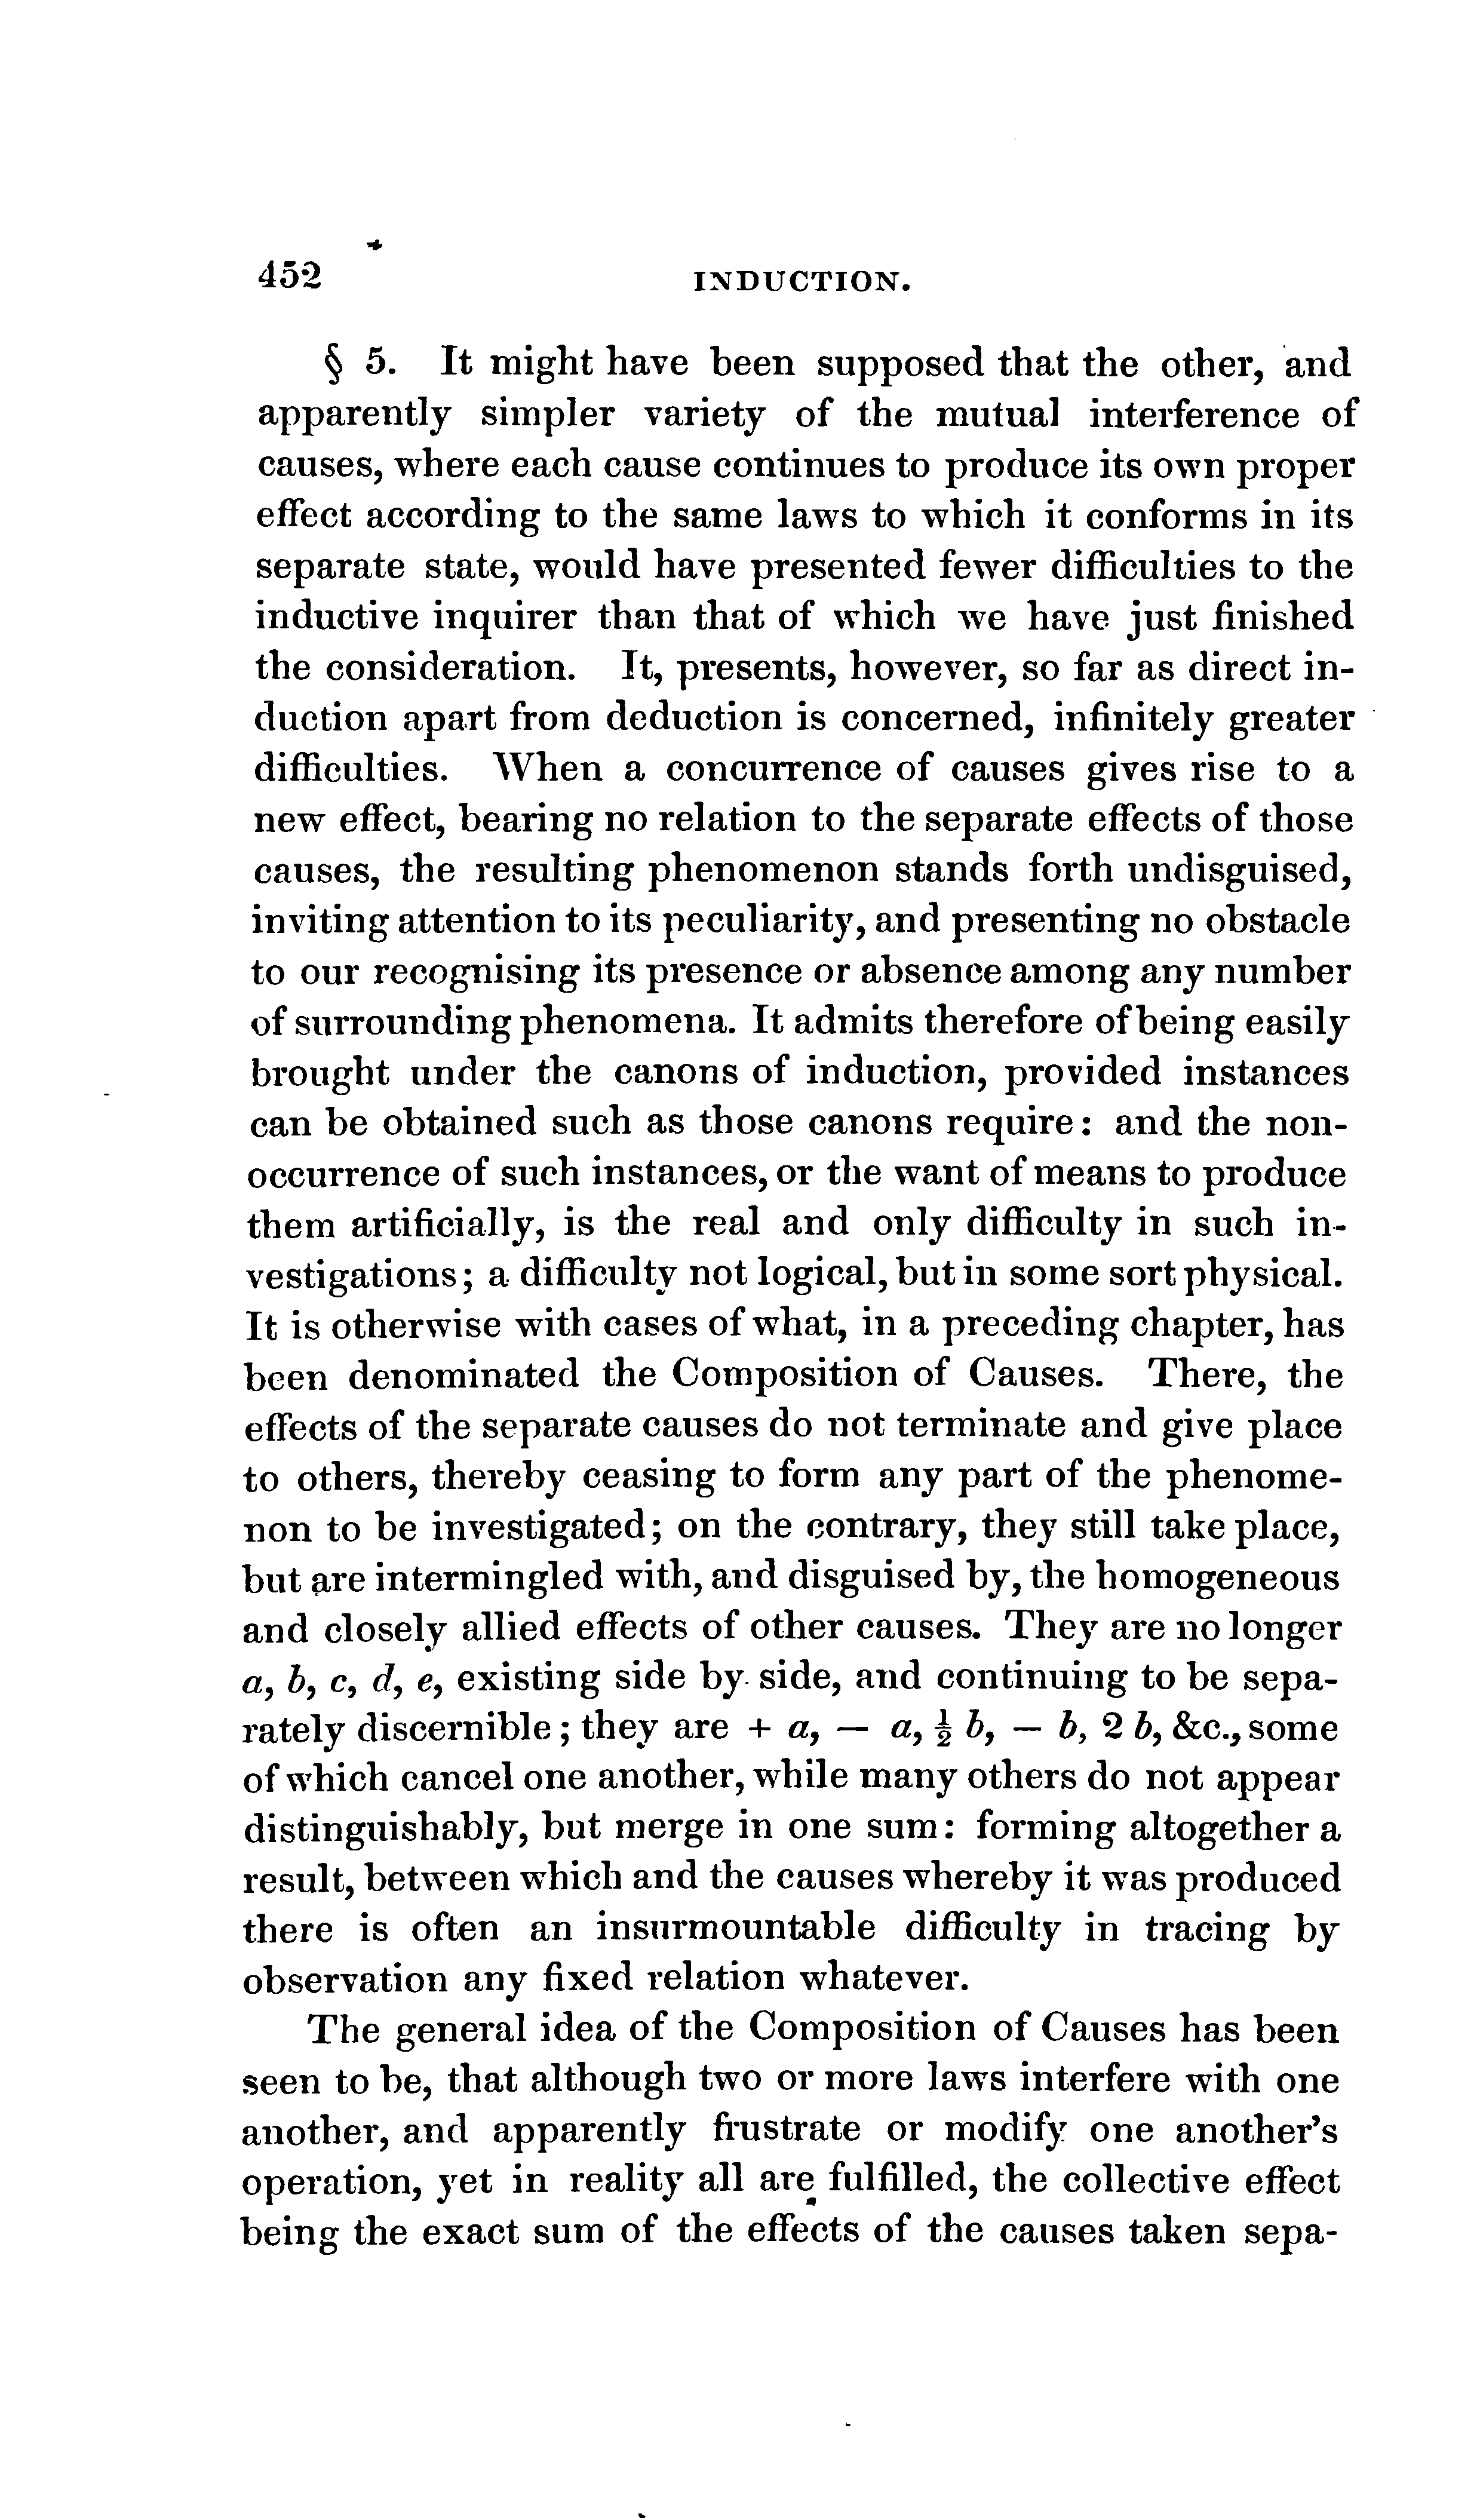 452 INDUCTION.
§ 5. It might have been supposed that the other, and
apparently simpler variety of the mutual interference of
causes, where each cause continues to produce its own proper
effect according to the same laws to which it conforms in its
separate state, would have presented fewer difficulties to the
inductive inquirer than that of which we have just finished
the consideration. It, presents, however, so far as direct in-
duction apart from deduction is concerned, infinitely greater
difficulties. When a concurrence of causes gives rise to a
new effect, bearing no relation to the separate effects of those
causes, the resulting phenomenon stands forth undisguised,
inviting attention to its peculiarity, and presenting no obstacle
to our recognising its presence or absence among any number
of surrounding phenomena. It admits therefore of being easily
brought under the canons of induction, provided instances
can be obtained such as those canons require: and the non-
occurrence of such instances, or the want of means to produce
them artificially, is the real and only difficulty in such in-
vestigations; a difficulty not logical, but in some sort physical.
It is otherwise with cases of what, in a preceding chapter, has
been denominated the Composition of Causes. There, the
effects of the separate causes do not terminate and give place
to others, thereby ceasing to form any part of the phenome-
non to be investigated; on the contrary, they still take place,
but are intermingled with, and disguised by, the homogeneous
and closely allied effects of other causes. They are no longer
a, b, c, d, e, existing side by side, and continuing to be sepa-
rately discernible; they are + a, — a, ½ b, — b, 2 b, &c., some
of which cancel one another, while many others do not appear
distinguishably, but merge in one sum: forming altogether a
result, between which and the causes whereby it was produced
there is often an insurmountable difficulty in tracing by
observation any fixed relation whatever.
The general idea of the Composition of Causes has been
seen to be, that although two or more laws interfere with one
another, and apparently frustrate or modify one another's
operation, yet in reality all are fulfilled, the collective effect
being the exact sum of the effects of the causes taken sepa-